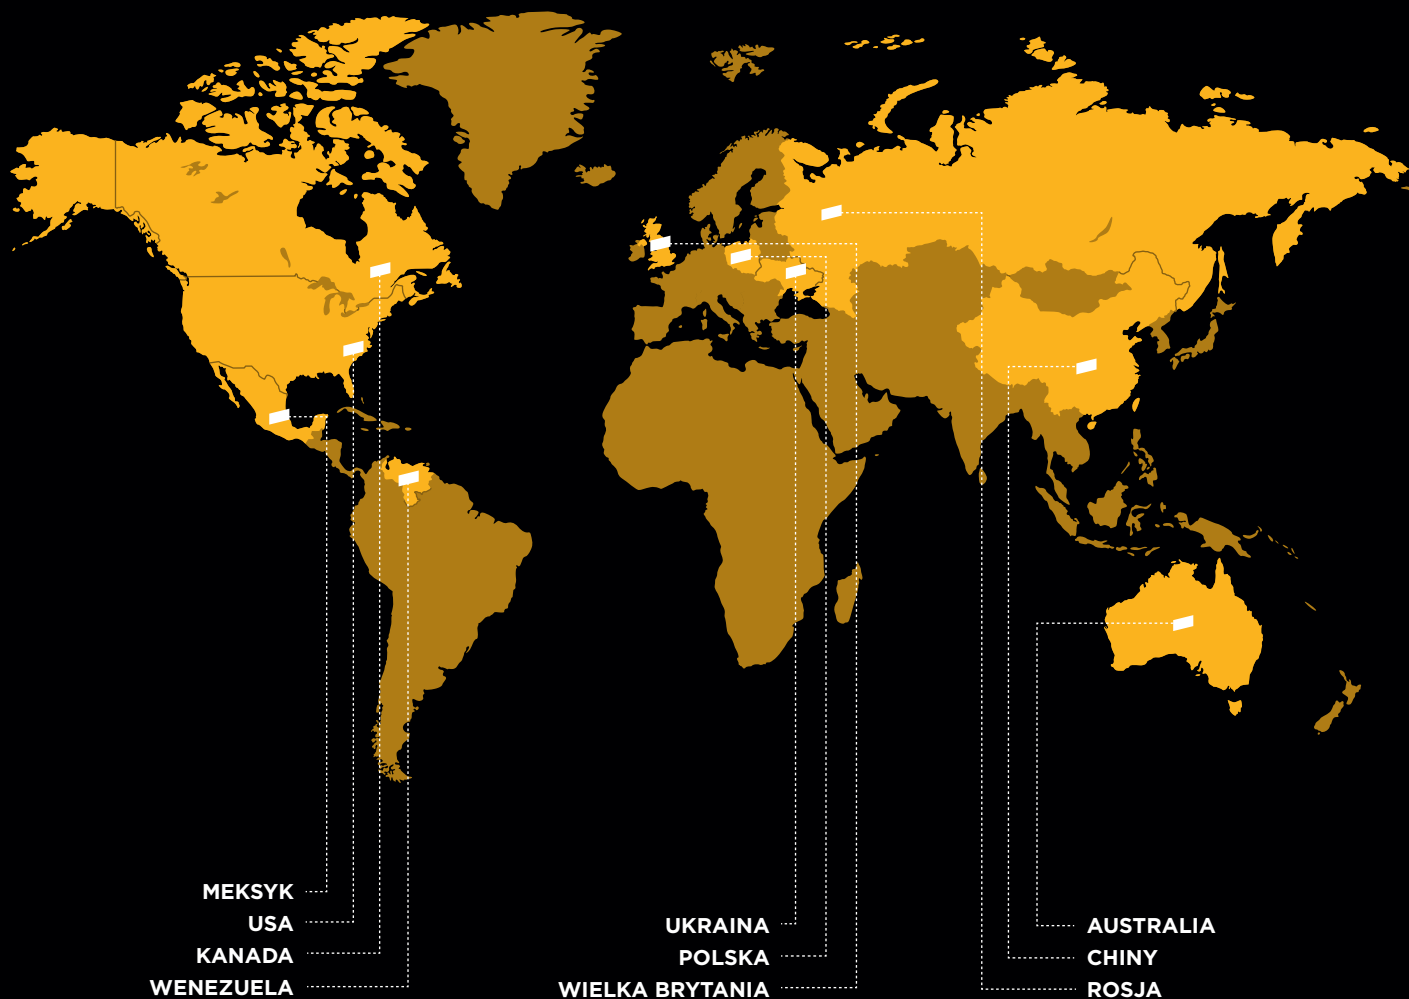 MEKSYK
USA
KANADA
WENEZUELA
UKRAINA
POLSKA
WIELKA BRYTANIA
AUSTRALIA
CHINY
ROSJA